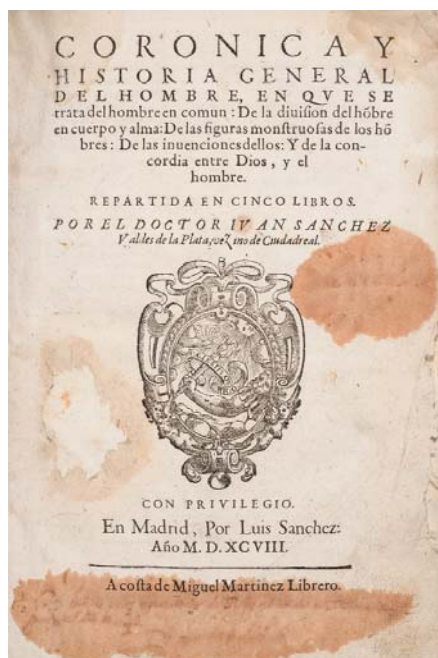 CORONICA Y
HISTORIA GENERAL
DEL HOMBRE, EN QVE SE
trata del hombre en comun : De la diuision del hõbre
en cuerpo y alma: De las figuras monstruosas de los hõ
bres : De las inuenciones dellos: Y de la con-
cordia entre Dios, y el
hombre.
REPARTIDA EN CINCO LIBROS.
POR EL DOCTOR IVAN SANCHEZ
Valdes de la Plata, vezino de Ciudadreal.
CON PRIVILEGIO.
En Madrid, Por Luis Sanchez:
Año M. D. XCVIII.
A costa de Miguel Martinez Librero.